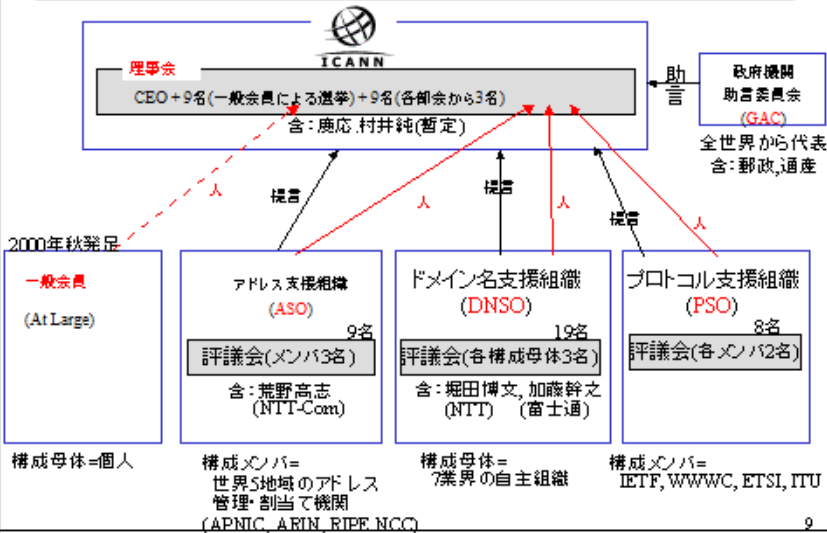 ICANN
理事会
CEO+9名(一般会員による選挙)+9名(各部会から3名)
含:慶応,村井純(暫定)
助言
政府機関
助言委員会
(GAC)
全世界から代表
含:郵政,通産
人
提言
人
提言
人
提言
人
2000年秋発足
一般会員
(At Large)
構成母体=個人
アドレス支援組織
(ASO)
9名
評議会(メンバ3名)
含:荒野高志
(NTT-Com)
構成メンバ=
世界5地域のアドレス
管理・割当て機関
(APNIC, ARIN, RIPE NCC)
ドメイン名支援組織
(DNSO)
19名
評議会(各構成母体3名)
含:堀田博文, 加藤幹之
(NTT) (富士通)
構成母体=
7業界の自主組織
プロトコル支援組織
(PSO)
8名
評議会(各メンバ2名)
構成メンバ=
IETF, WWWC, ETSI, ITU
9